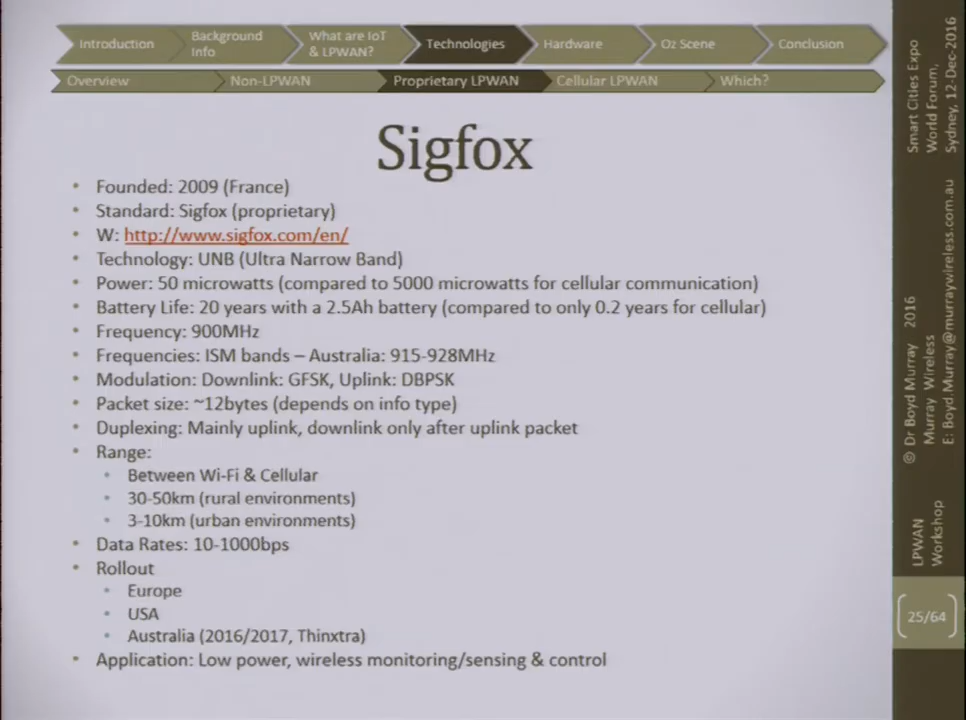 Introduction
Background
Info
What are IoT
& LPWAN?
Technologies
Hardware
Oz Scene
Conclusion
Overview
Non-LPWAN
Proprietary LPWAN
Cellular LPWAN
Which?
Sigfox
• Founded: 2009 (France)
• Standard: Sigfox (proprietary)
• W: http://www.sigfox.com/en/
• Technology: UNB (Ultra Narrow Band)
• Power: 50 microwatts (compared to 5000 microwatts for cellular communication)
• Battery Life: 20 years with a 2.5Ah battery (compared to only 0.2 years for cellular)
• Frequency: 900MHz
• Frequencies: ISM bands – Australia: 915-928MHz
• Modulation: Downlink: GFSK, Uplink: DBPSK
• Packet size: ~12bytes (depends on info type)
• Duplexing: Mainly uplink, downlink only after uplink packet
• Range:
• Between Wi-Fi & Cellular
• 30-50km (rural environments)
• 3-10km (urban environments)
• Data Rates: 10-1000bps
• Rollout
• Europe
• USA
• Australia (2016/2017, Thinxtra)
• Application: Low power, wireless monitoring/sensing & control
Smart Cities Expo
World Forum,
Sydney, 12-Dec-2016
© Dr Boyd Murray 2016
Murray Wireless
E: Boyd.Murray@murraywireless.com.au
LPWAN
Workshop
25/64